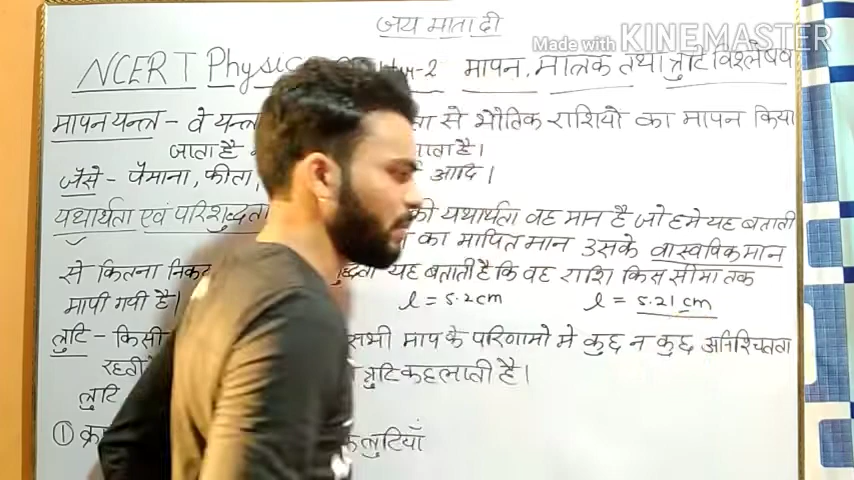 जय माता दी
Made with KINEMASTER
NCERT Physics -2 मापन, मात्रक तथा त्रुटि विश्लेषण
मापन यन्त्र - वे यन्त्र से भौतिक राशियों का मापन किया
जाता है जाता है।
जैसे - पैमाना, फीता, आदि।
यथार्थता एवं परिशुद्धता की यथार्थता वह मान है जो हमे यह बताती
का मापित मान उसके वास्तविक मान
से कितना निकट यह बताती है कि वह राशि किस सीमा तक
मापी गयी है। l = 5.2 cm l = 5.21 cm
त्रुटि - किसी सभी माप के परिणामो मे कुछ न कुछ अनिश्चितता
रहती त्रुटि कहलाती है।
त्रुटि
① त्रुटियाँ